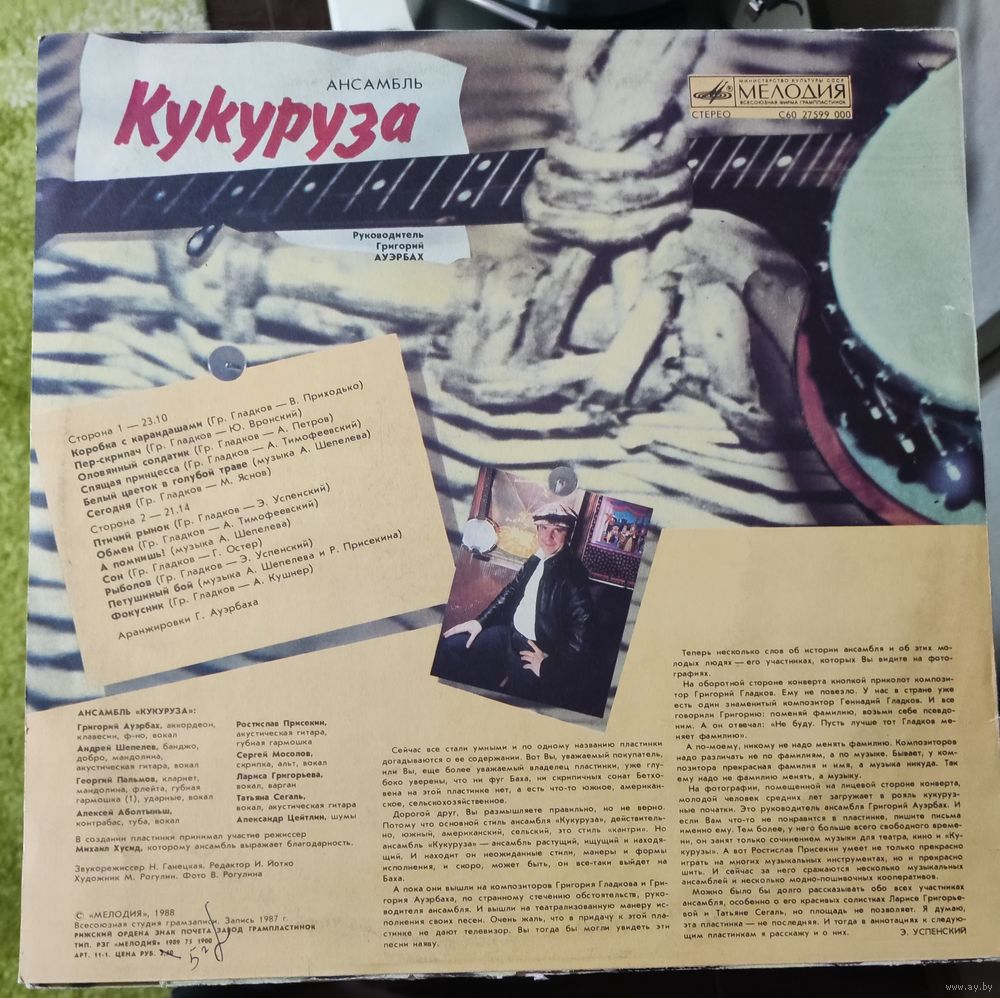 АНСАМБЛЬ
Кукуруза
МИНИСТЕРСТВО КУЛЬТУРЫ СССР
МЕЛОДИЯ
ВСЕСОЮЗНАЯ ФИРМА ГРАМПЛАСТИНОК
СТЕРЕО С60 27599 000
Руководитель
Григорий
АУЭРБАХ
Сторона 1 — 23.10
Коробка с карандашами (Гр. Гладков — В. Приходько)
Пер-скрипач (Гр. Гладков — Ю. Вронский)
Оловянный солдатик (Гр. Гладков — А. Петров)
Спящая принцесса (Гр. Гладков — А. Тимофеевский)
Белый цветок в голубой траве (музыка А. Шепелева)
Сегодня (Гр. Гладков — М. Яснов)
Сторона 2 — 21.14
Птичий рынок (Гр. Гладков — Э. Успенский)
Обмен (Гр. Гладков — А. Тимофеевский)
А помнишь! (музыка А. Шепелева)
Сон (Гр. Гладков — Г. Остер)
Рыболов (Гр. Гладков — Э. Успенский)
Петушиный бой (музыка А. Шепелева и Р. Присекина)
Фокусник (Гр. Гладков — А. Кушнер)
Аранжировки Г. Ауэрбаха
АНСАМБЛЬ «КУКУРУЗА»:
Григорий Ауэрбах, аккордеон,
клавесин, ф-но, вокал
Андрей Шепелев, банджо,
добро, мандолина,
акустическая гитара, вокал
Георгий Пальмов, кларнет,
мандолина, флейта, губная
гармошка (1), ударные, вокал
Алексей Аболтыньш,
контрабас, туба, вокал
Ростислав Присекин,
акустическая гитара,
губная гармошка
Сергей Мосолов,
скрипка, альт, вокал
Лариса Григорьева,
вокал, варган
Татьяна Сегаль,
вокал, акустическая гитара
Александр Цейтлин, шумы
В создании пластинки принимал участие режиссер
Михаил Хусид, которому ансамбль выражает благодарность.
Звукорежиссер Н. Ганецкая. Редактор И. Йотко
Художник М. Рогулин. Фото В. Рогулина
© «МЕЛОДИЯ», 1988
Всесоюзная студия грамзаписи. Запись 1987 г.
РИЖСКИЙ ОРДЕНА ЗНАК ПОЧЕТА ЗАВОД ГРАМПЛАСТИНОК
ТИП. РЗГ «МЕЛОДИЯ» 1989 75 1900
АРТ. 11-1. ЦЕНА РУБ.
Сейчас все стали умными и по одному названию пластинки
догадываются о ее содержании. Вот Вы, уважаемый покупатель,
или Вы, еще более уважаемый владелец пластинки, уже глу-
боко уверены, что ни фуг Баха, ни скрипичных сонат Бетхо-
вена на этой пластинке нет, а есть что-то южное, американ-
ское, сельскохозяйственное.
Дорогой друг, Вы размышляете правильно, но не верно.
Потому что основной стиль ансамбля «Кукуруза», действитель-
но, южный, американский, сельский, это стиль «кантри». Но
ансамбль «Кукуруза» — ансамбль растущий, ищущий и находя-
щий. И находит он неожиданные стили, манеры и формы
исполнения, и скоро, может быть, он все-таки выйдет на
Баха.
А пока они вышли на композиторов Григория Гладкова и Гри-
гория Ауэрбаха, по странному стечению обстоятельств, руко-
водителя ансамбля. И вышли на театрализованную манеру ис-
полнения своих песен. Очень жаль, что в придачу к этой пла-
стинке не дают телевизор. Вы тогда бы могли увидеть эти
песни наяву.
Теперь несколько слов об истории ансамбля и об этих мо-
лодых людях — его участниках, которых Вы видите на фото-
графиях.
На оборотной стороне конверта кнопкой приколот компози-
тор Григорий Гладков. Ему не повезло. У нас в стране уже
есть один знаменитый композитор Геннадий Гладков. И все
говорили Григорию: поменяй фамилию, возьми себе псевдо-
ним. А он отвечал: «Не буду. Пусть лучше тот Гладков ме-
няет фамилию».
А по-моему, никому не надо менять фамилию. Композиторов
надо различать не по фамилиям, а по музыке. Бывает, у ком-
позитора прекрасная фамилия и имя, а музыка никуда. Так
ему надо не фамилию менять, а музыку.
На фотографии, помещенной на лицевой стороне конверта,
молодой человек средних лет загружает в рояль кукуруз-
ные початки. Это руководитель ансамбля Григорий Ауэрбах. И
если Вам что-то не понравится в пластинке, пишите письма
именно ему. Тем более, у него больше всего свободного време-
ни, он занят только сочинением музыки для театра, кино и «Ку-
курузы». А вот Ростислав Присекин умеет не только прекрасно
играть на многих музыкальных инструментах, но и прекрасно
шить. И сейчас за него сражаются несколько музыкальных
ансамблей и несколько модно-пошивочных кооперативов.
Можно было бы долго рассказывать обо всех участниках
ансамбля, особенно о его красивых солистках Ларисе Григорье-
вой и Татьяне Сегаль, но площадь не позволяет. Я думаю,
эта пластинка — не последняя. И тогда в аннотациях к следую-
щим пластинкам я расскажу и о них.
Э. УСПЕНСКИЙ
www.ay.by